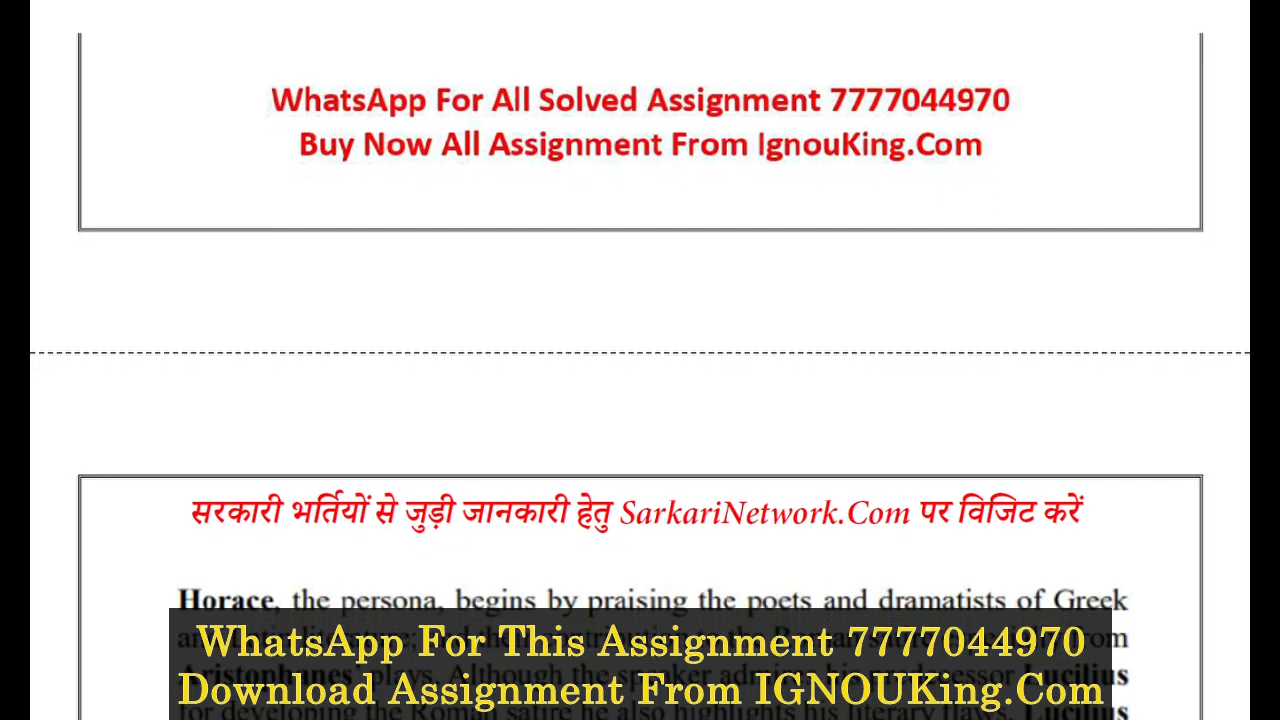 WhatsApp For All Solved Assignment 7777044970
Buy Now All Assignment From IgnouKing.Com
सरकारी भर्तियों से जुड़ी जानकारी हेतु SarkariNetwork.Com पर विजिट करें
Horace, the persona, begins by praising the poets and dramatists of Greek
from
WhatsApp For This Assignment 7777044970
Lucilius
Download Assignment From IGNOUKing.Com